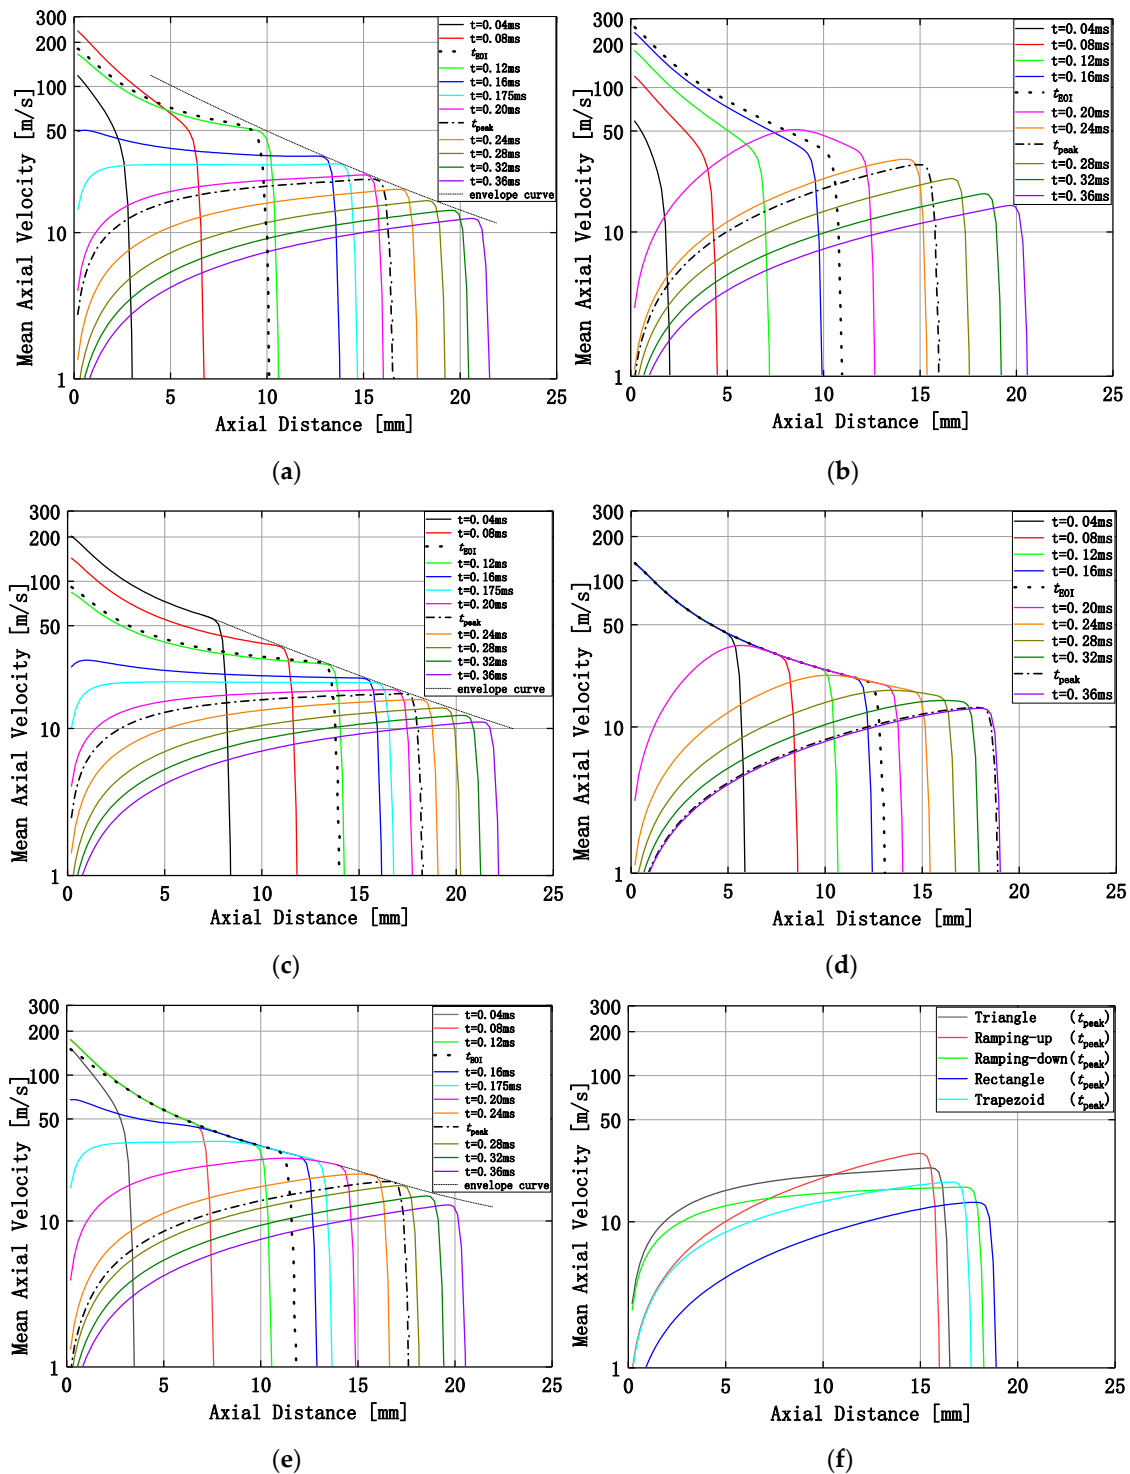 300
200
100
50
10
1
0
5
10
15
20
25
Mean Axial Velocity [m/s]
Axial Distance [mm]
t=0.04ms
t=0.08ms
tEOI
t=0.12ms
t=0.16ms
t=0.175ms
t=0.20ms
tpeak
t=0.24ms
t=0.28ms
t=0.32ms
t=0.36ms
envelope curve
(a)
300
200
100
50
10
1
0
5
10
15
20
25
Mean Axial Velocity [m/s]
Axial Distance [mm]
t=0.04ms
t=0.08ms
t=0.12ms
t=0.16ms
tEOI
t=0.20ms
t=0.24ms
tpeak
t=0.28ms
t=0.32ms
t=0.36ms
(b)
300
200
100
50
10
1
0
5
10
15
20
25
Mean Axial Velocity [m/s]
Axial Distance [mm]
t=0.04ms
t=0.08ms
tEOI
t=0.12ms
t=0.16ms
t=0.175ms
t=0.20ms
tpeak
t=0.24ms
t=0.28ms
t=0.32ms
t=0.36ms
envelope curve
(c)
300
200
100
50
10
1
0
5
10
15
20
25
Mean Axial Velocity [m/s]
Axial Distance [mm]
t=0.04ms
t=0.08ms
t=0.12ms
t=0.16ms
tEOI
t=0.20ms
t=0.24ms
t=0.28ms
t=0.32ms
tpeak
t=0.36ms
(d)
300
200
100
50
10
1
0
5
10
15
20
25
Mean Axial Velocity [m/s]
Axial Distance [mm]
t=0.04ms
t=0.08ms
t=0.12ms
tEOI
t=0.16ms
t=0.175ms
t=0.20ms
t=0.24ms
tpeak
t=0.28ms
t=0.32ms
t=0.36ms
envelope curve
(e)
300
200
100
50
10
1
0
5
10
15
20
25
Mean Axial Velocity [m/s]
Axial Distance [mm]
Triangle (tpeak)
Ramping-up (tpeak)
Ramping-down(tpeak)
Rectangle (tpeak)
Trapezoid (tpeak)
(f)